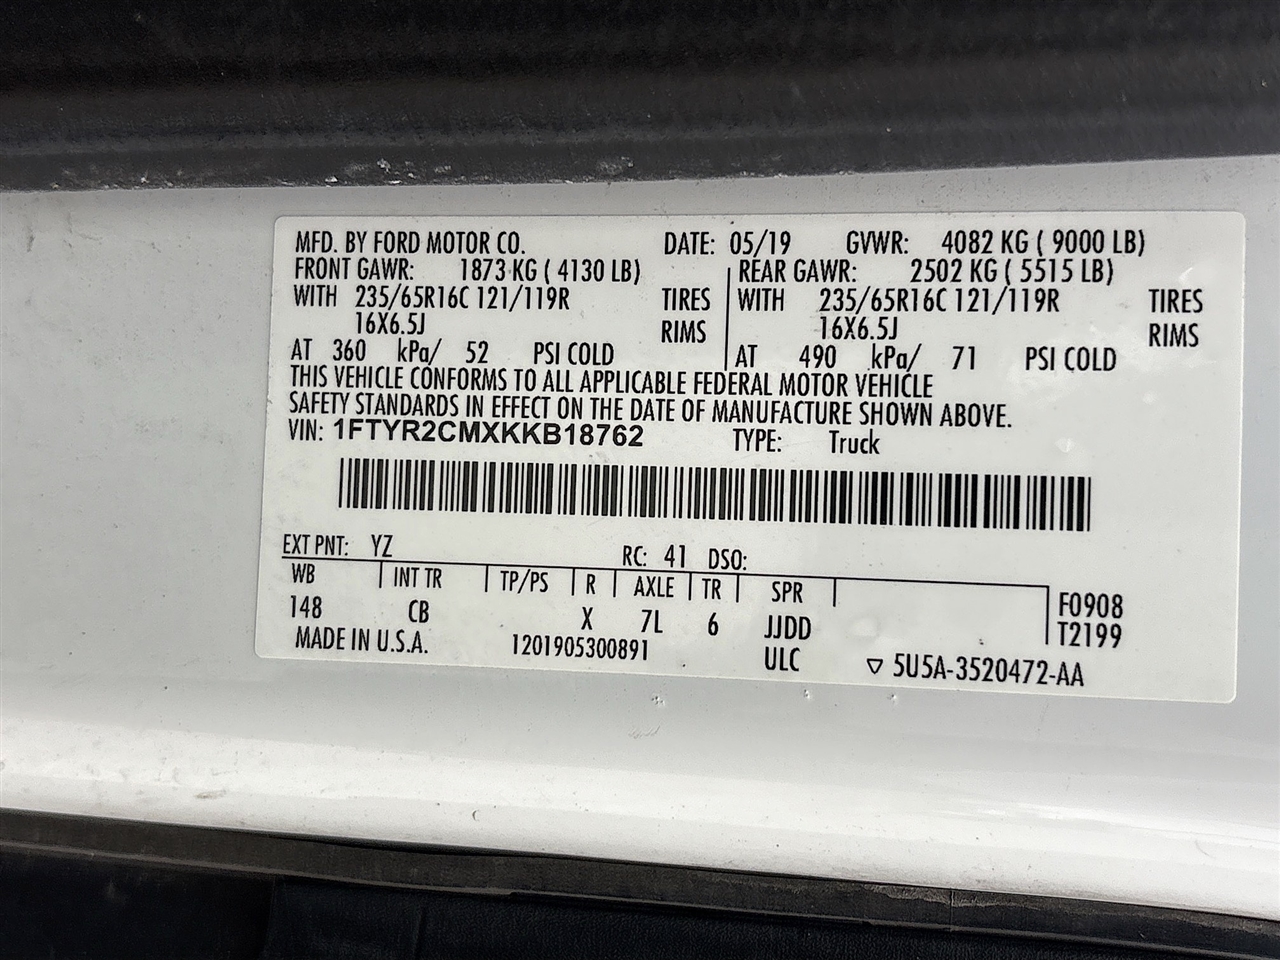 MFD. BY FORD MOTOR CO. DATE: 05/19 GVWR: 4082 KG ( 9000 LB)
FRONT GAWR: 1873 KG ( 4130 LB) REAR GAWR: 2502 KG ( 5515 LB)
WITH 235/65R16C 121/119R TIRES WITH 235/65R16C 121/119R TIRES
16X6.5J RIMS 16X6.5J RIMS
AT 360 kPa/ 52 PSI COLD AT 490 kPa/ 71 PSI COLD
THIS VEHICLE CONFORMS TO ALL APPLICABLE FEDERAL MOTOR VEHICLE
SAFETY STANDARDS IN EFFECT ON THE DATE OF MANUFACTURE SHOWN ABOVE.
VIN: 1FTYR2CMXKKB18762 TYPE: Truck
EXT PNT: YZ RC: 41 DSO:
WB INT TR TP/PS R AXLE TR SPR F0908
148 CB X 7L 6 JJDD T2199
MADE IN U.S.A. 1201905300891 ULC ▽ 5U5A-3520472-AA